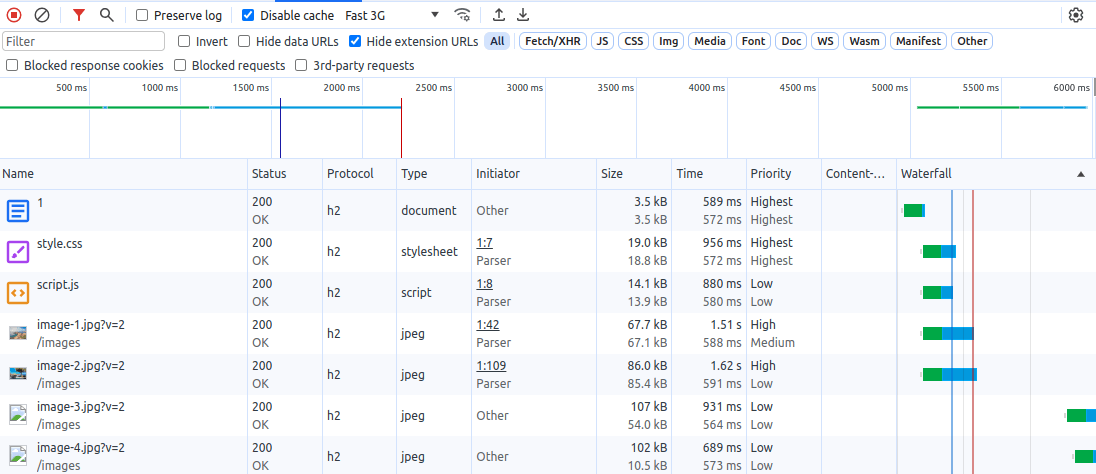 Preserve log Disable cache Fast 3G
Filter Invert Hide data URLs Hide extension URLs All Fetch/XHR JS CSS Img Media Font Doc WS Wasm Manifest Other
Blocked response cookies Blocked requests 3rd-party requests
500 ms 1000 ms 1500 ms 2000 ms 2500 ms 3000 ms 3500 ms 4000 ms 4500 ms 5000 ms 5500 ms 6000 ms
Name Status Protocol Type Initiator Size Time Priority Content-... Waterfall
1 200 OK h2 document Other 3.5 kB 3.5 kB 589 ms 572 ms Highest Highest
style.css 200 OK h2 stylesheet 1:7 Parser 19.0 kB 18.8 kB 956 ms 572 ms Highest Highest
script.js 200 OK h2 script 1:8 Parser 14.1 kB 13.9 kB 880 ms 580 ms Low Low
image-1.jpg?v=2 /images 200 OK h2 jpeg 1:42 Parser 67.7 kB 67.1 kB 1.51 s 588 ms High Medium
image-2.jpg?v=2 /images 200 OK h2 jpeg 1:109 Parser 86.0 kB 85.4 kB 1.62 s 591 ms High Low
image-3.jpg?v=2 /images 200 OK h2 jpeg Other 107 kB 54.0 kB 931 ms 564 ms Low Low
image-4.jpg?v=2 /images 200 OK h2 jpeg Other 102 kB 10.5 kB 689 ms 573 ms Low Low